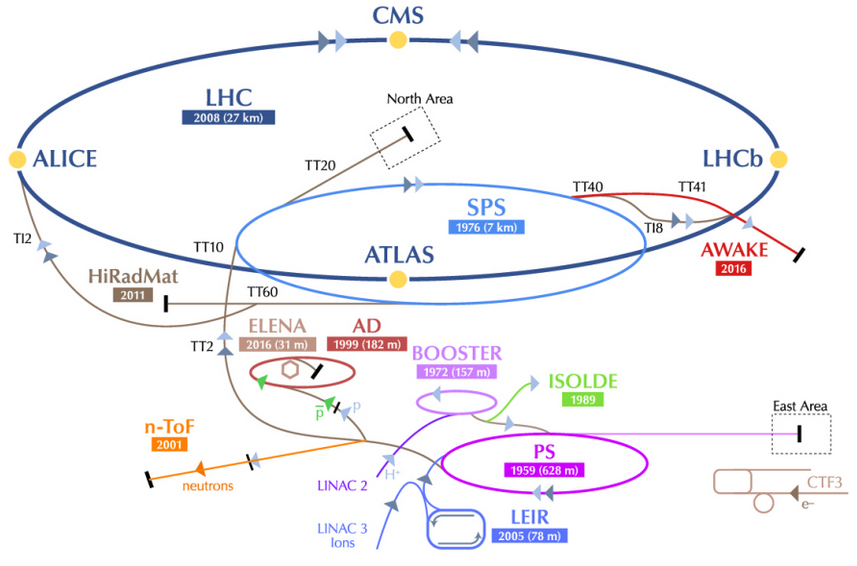 CMS
LHC
2008 (27 km)
North Area
ALICE
TT20
LHCb
TT40
TT41
SPS
1976 (7 km)
TI8
TI2
TT10
ATLAS
AWAKE
2016
HiRadMat
2011
TT60
ELENA
2016 (31 m)
AD
1999 (182 m)
TT2
BOOSTER
1972 (157 m)
ISOLDE
1989
p
p̅
East Area
n-ToF
2001
neutrons
H⁺
PS
1959 (628 m)
LINAC 2
CTF3
e–
LINAC 3
Ions
LEIR
2005 (78 m)